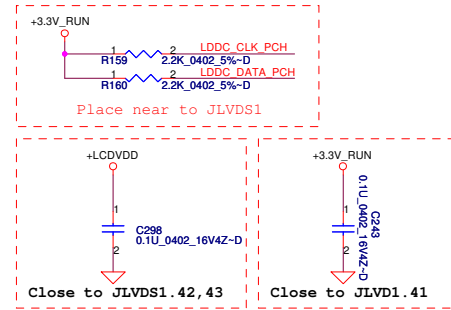 +3.3V_RUN
1 2 LDDC_CLK_PCH
R159 2.2K_0402_5%~D
1 2 LDDC_DATA_PCH
R160 2.2K_0402_5%~D
Place near to JLVDS1
+LCDVDD
1
C298
0.1U_0402_16V4Z~D
2
Close to JLVDS1.42,43
+3.3V_RUN
1
C243
0.1U_0402_16V4Z~D
2
Close to JLVD1.41